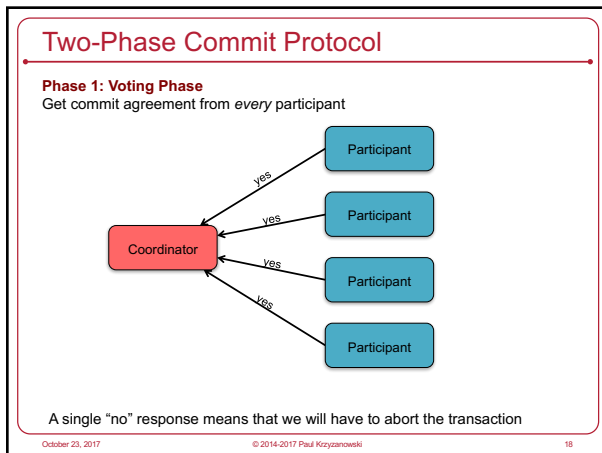 Two-Phase Commit Protocol
Phase 1: Voting Phase
Get commit agreement from every participant
Participant
yes
Participant
yes
Coordinator
yes
Participant
yes
Participant
A single “no” response means that we will have to abort the transaction
October 23, 2017
© 2014-2017 Paul Krzyzanowski
18